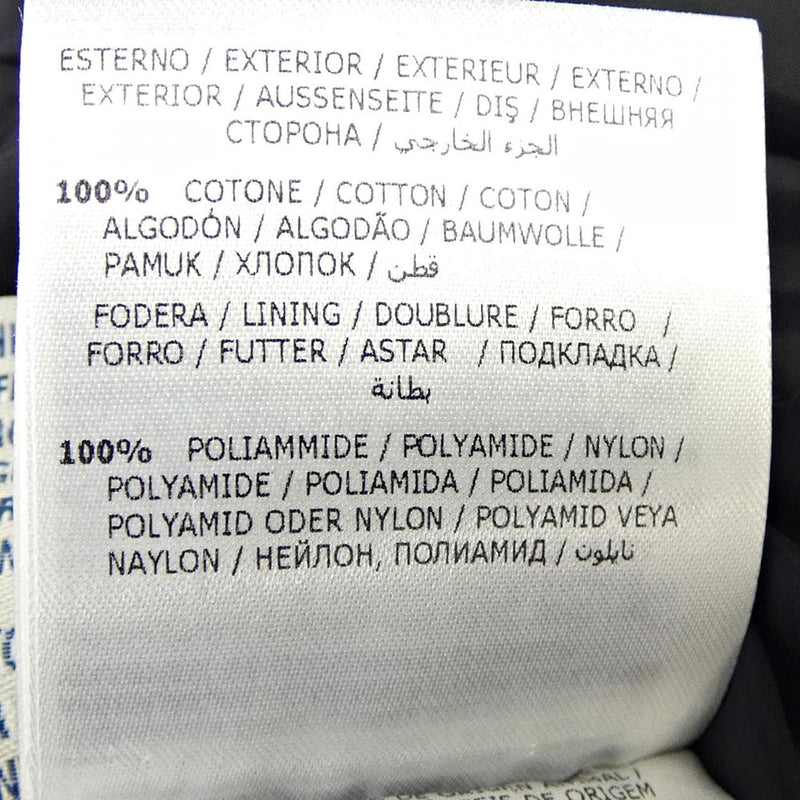 ESTERNO / EXTERIOR / EXTERIEUR / EXTERNO /
EXTERIOR / AUSSENSEITE / DIŞ / ВНЕШНЯЯ
СТОРОНА / الجزء الخارجي
100% COTONE / COTTON / COTON /
ALGODÓN / ALGODÃO / BAUMWOLLE /
PAMUK / ХЛОПОК / قطن
FODERA / LINING / DOUBLURE / FORRO /
FORRO / FUTTER / ASTAR / ПОДКЛАДКА /
بطانة
100% POLIAMMIDE / POLYAMIDE / NYLON /
POLYAMIDE / POLIAMIDA / POLIAMIDA /
POLYAMID ODER NYLON / POLYAMID VEYA
NAYLON / НЕЙЛОН, ПОЛИАМИД / نايلون
DE ORIGEM